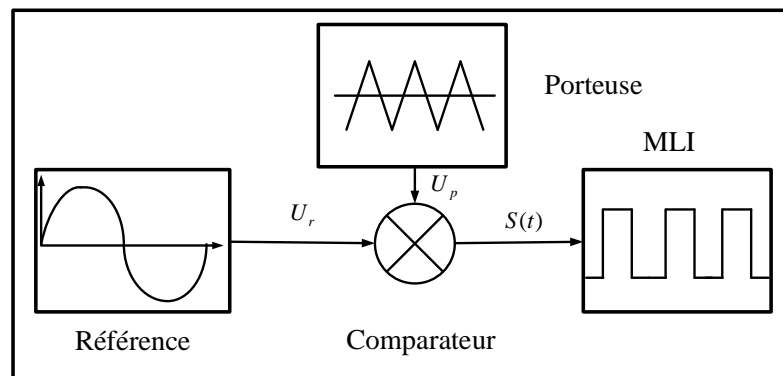 Porteuse
MLI
U_p
U_r
S(t)
Référence
Comparateur